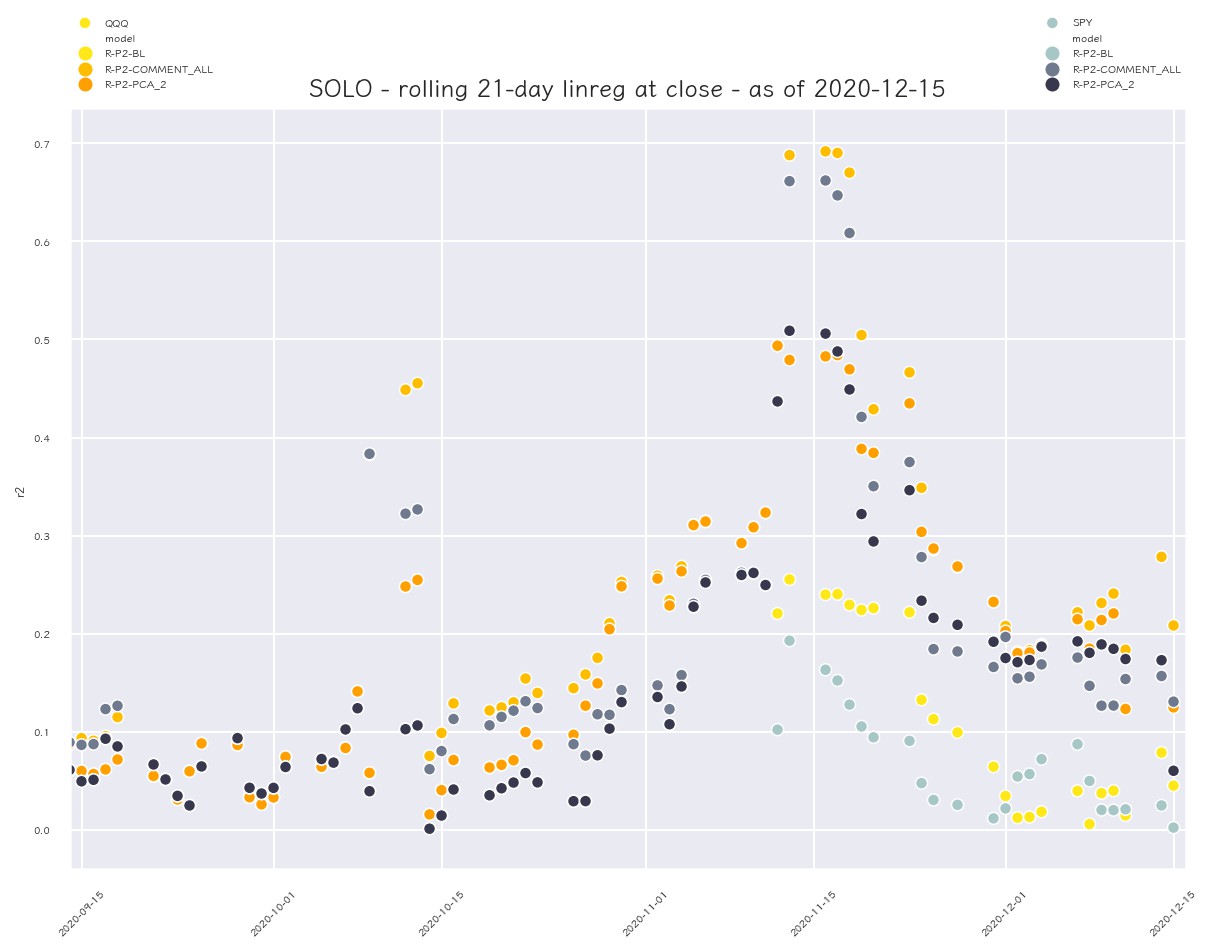 QQQ
model
R-P2-BL
R-P2-COMMENT_ALL
R-P2-PCA_2
SPY
model
R-P2-BL
R-P2-COMMENT_ALL
R-P2-PCA_2
SOLO - rolling 21-day linreg at close - as of 2020-12-15
0.7
0.6
0.5
0.4
0.3
0.2
0.1
0.0
r2
2020-09-15
2020-10-01
2020-10-15
2020-11-01
2020-11-15
2020-12-01
2020-12-15